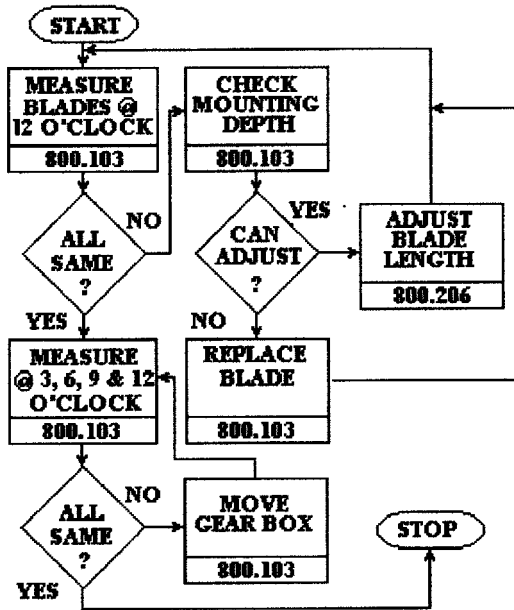 START
MEASURE
BLADES @
12 O'CLOCK
800.103
CHECK
MOUNTING
DEPTH
800.103
NO
YES
ALL
SAME
?
CAN
ADJUST
?
ADJUST
BLADE
LENGTH
800.206
YES
NO
MEASURE
@ 3, 6, 9 & 12
O'CLOCK
800.103
REPLACE
BLADE
800.103
NO
ALL
SAME
?
MOVE
GEAR BOX
800.103
STOP
YES